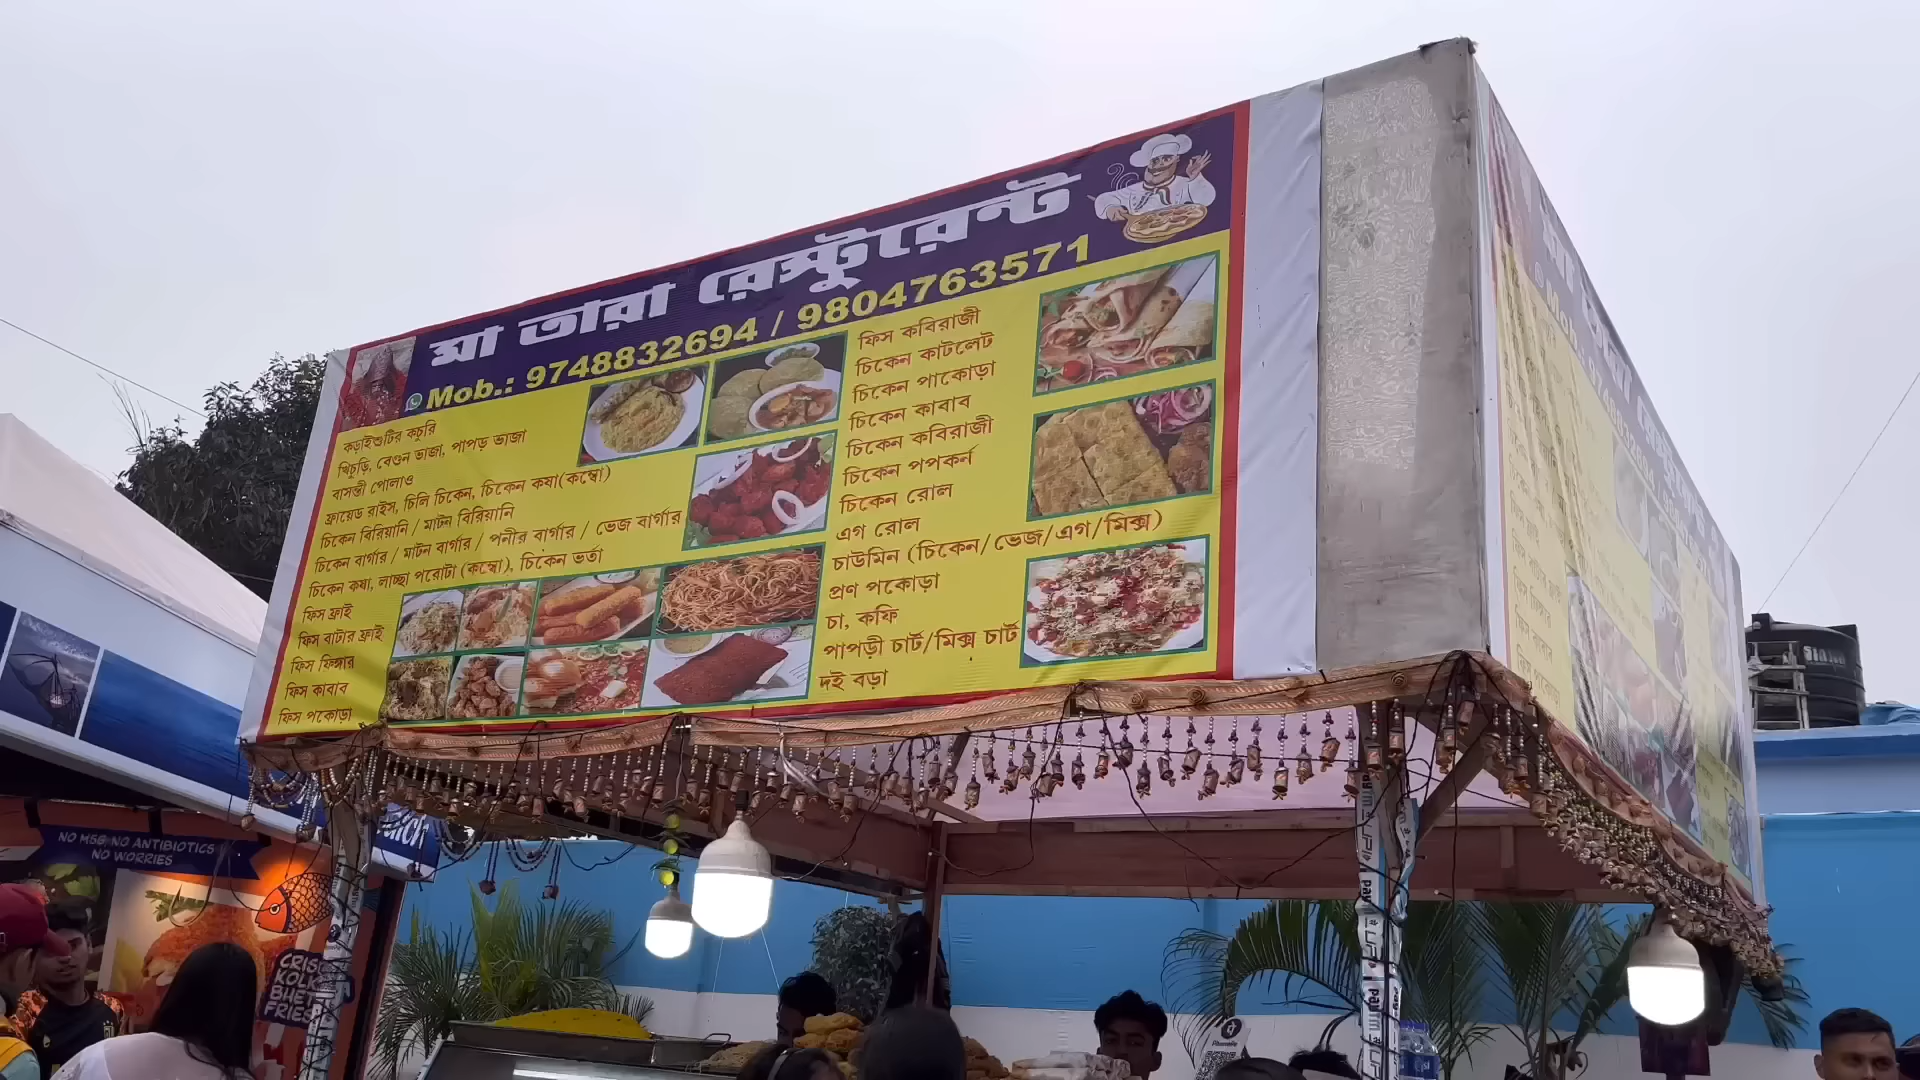 মা তারা রেস্টুরেন্ট
Mob.: 9748832694 / 9804763571
কড়াইশুটির কচুরি
খিচুড়ি, বেগুন ভাজা, পাপড় ভাজা
বাসন্তী পোলাও
ফ্রায়েড রাইস, চিলি চিকেন, চিকেন কষা(কম্বো)
চিকেন বিরিয়ানি / মাটন বিরিয়ানি
চিকেন বার্গার / মাটন বার্গার / পনীর বার্গার / ভেজ বার্গার
চিকেন কষা, লাচ্ছা পরোটা (কম্বো), চিকেন ভর্তা
ফিস ফ্রাই
ফিস বাটার ফ্রাই
ফিস ফিঙ্গার
ফিস কাবাব
ফিস পকোড়া
ফিস কবিরাজী
চিকেন কাটলেট
চিকেন পাকোড়া
চিকেন কাবাব
চিকেন কবিরাজী
চিকেন পপকর্ন
চিকেন রোল
এগ রোল
চাউমিন (চিকেন/ভেজ/এগ/মিক্স)
প্রণ পকোড়া
চা, কফি
পাপড়ী চার্ট/মিক্স চার্ট
দই বড়া
NO MSG NO ANTIBIOTICS
NO WORRIES